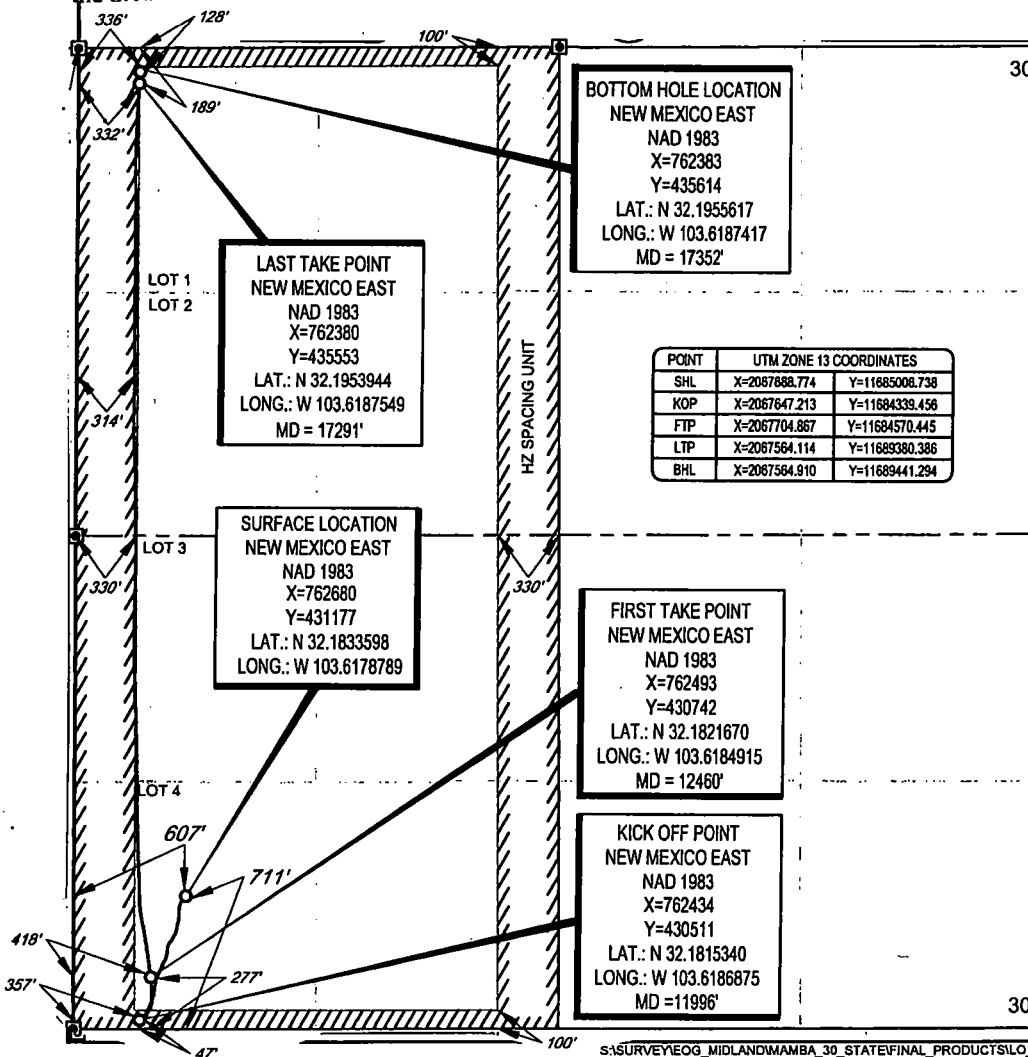 336'
128'
100'
30
189'
332'
BOTTOM HOLE LOCATION
NEW MEXICO EAST
NAD 1983
X=762383
Y=435614
LAT.: N 32.1955617
LONG.: W 103.6187417
MD = 17352'
LAST TAKE POINT
NEW MEXICO EAST
NAD 1983
X=762380
Y=435553
LAT.: N 32.1953944
LONG.: W 103.6187549
MD = 17291'
LOT 1
LOT 2
314'
HZ SPACING UNIT
POINT UTM ZONE 13 COORDINATES
SHL X=2067688.774 Y=11685008.738
KOP X=2067647.213 Y=11684339.456
FTP X=2067704.867 Y=11684570.445
LTP X=2067564.114 Y=11689380.386
BHL X=2067564.910 Y=11689441.294
SURFACE LOCATION
NEW MEXICO EAST
NAD 1983
X=762680
Y=431177
LAT.: N 32.1833598
LONG.: W 103.6178789
LOT 3
330'
330'
FIRST TAKE POINT
NEW MEXICO EAST
NAD 1983
X=762493
Y=430742
LAT.: N 32.1821670
LONG.: W 103.6184915
MD = 12460'
LOT 4
607'
711'
KICK OFF POINT
NEW MEXICO EAST
NAD 1983
X=762434
Y=430511
LAT.: N 32.1815340
LONG.: W 103.6186875
MD =11996'
418'
277'
357'
30
47'
100'
S:\SURVEY\EOG_MIDLAND\MAMBA_30_STATE\FINAL_PRODUCTS\LO